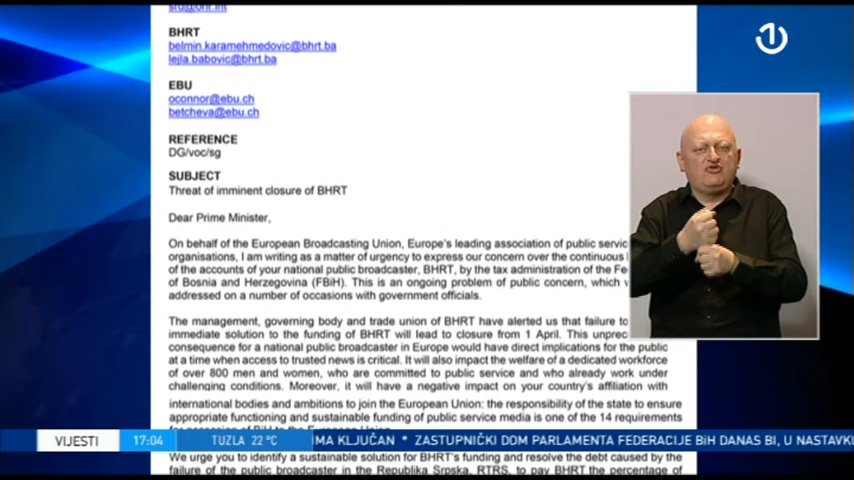 srd@ohr.int
BHRT
belmin.karamehmedovic@bhrt.ba
lejla.babovic@bhrt.ba
EBU
oconnor@ebu.ch
betcheva@ebu.ch
REFERENCE
DG/voc/sg
SUBJECT
Threat of imminent closure of BHRT
Dear Prime Minister,
On behalf of the European Broadcasting Union, Europe's leading association of public servic
organisations, I am writing as a matter of urgency to express our concern over the continuous
of the accounts of your national public broadcaster, BHRT, by the tax administration of the Fe
of Bosnia and Herzegovina (FBiH). This is an ongoing problem of public concern, which
addressed on a number of occasions with government officials.
The management, governing body and trade union of BHRT have alerted us that failure to
immediate solution to the funding of BHRT will lead to closure from 1 April. This unprec
consequence for a national public broadcaster in Europe would have direct implications for the public
at a time when access to trusted news is critical. It will also impact the welfare of a dedicated workforce
of over 800 men and women, who are committed to public service and who already work under
challenging conditions. Moreover, it will have a negative impact on your country's affiliation with
international bodies and ambitions to join the European Union: the responsibility of the state to ensure
appropriate functioning and sustainable funding of public service media is one of the 14 requirements
VIJESTI 17:04 TUZLA 22 °C IMA KLJUČAN * ZASTUPNIČKI DOM PARLAMENTA FEDERACIJE BiH DANAS BI, U NASTAVKU
We urge you to identify a sustainable solution for BHRT's funding and resolve the debt caused by
the failure of the public broadcaster in the Republika Srpska, RTRS, to pay BHRT the percentage of